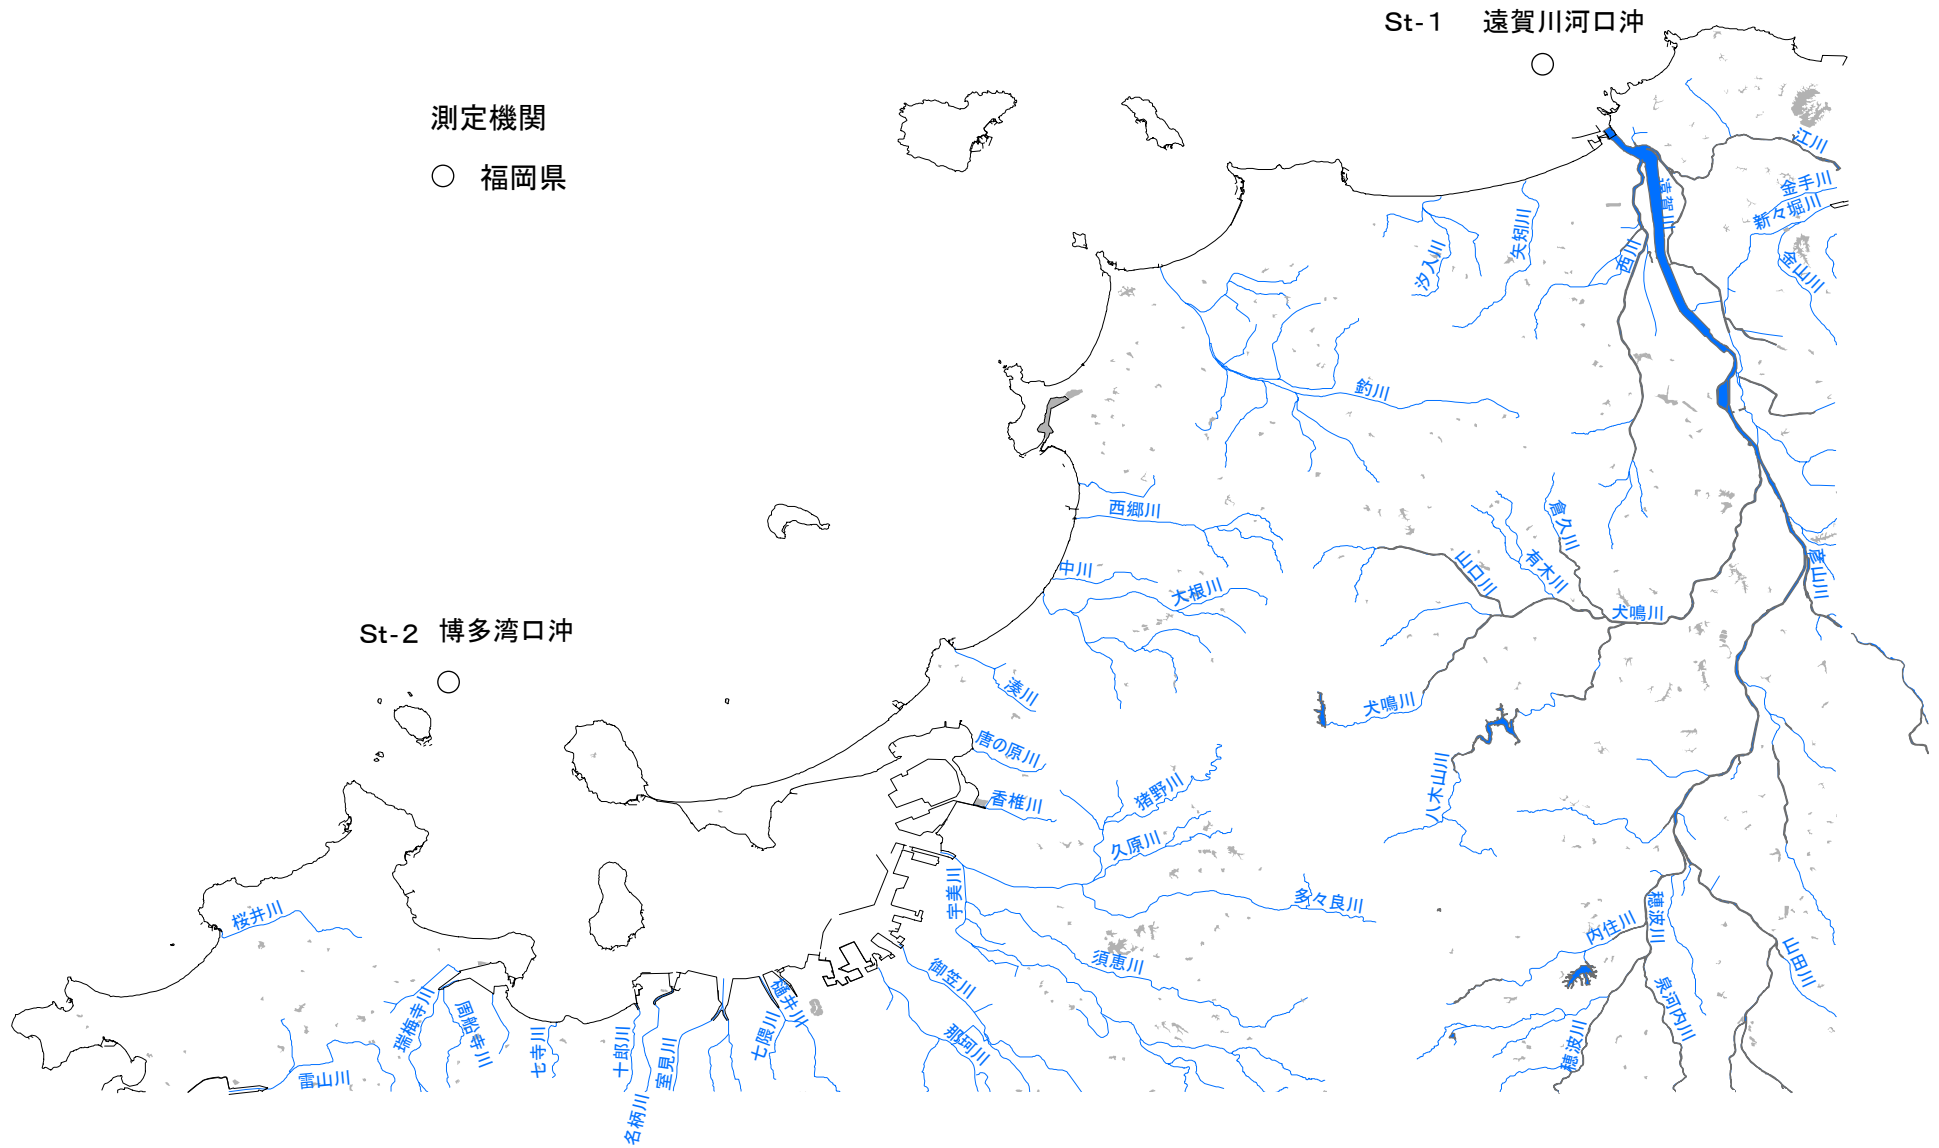 St-1 遠賀川河口沖
測定機関
○ 福岡県
江川
金手川
新々堀川
遠賀川
金山川
西川
矢矧川
汐入川
釣川
西郷川
倉久川
有木川
山口川
彦山川
中川
大根川
犬鳴川
St-2 博多湾口沖
湊川
犬鳴川
唐の原川
香椎川
猪野川
八木山川
久原川
宇美川
多々良川
穂波川
内住川
桜井川
須恵川
御笠川
山田川
樋井川
泉河内川
瑞梅寺川
周船寺川
七寺川
十郎川
室見川
七隈川
那珂川
穂波川
雷山川
名柄川